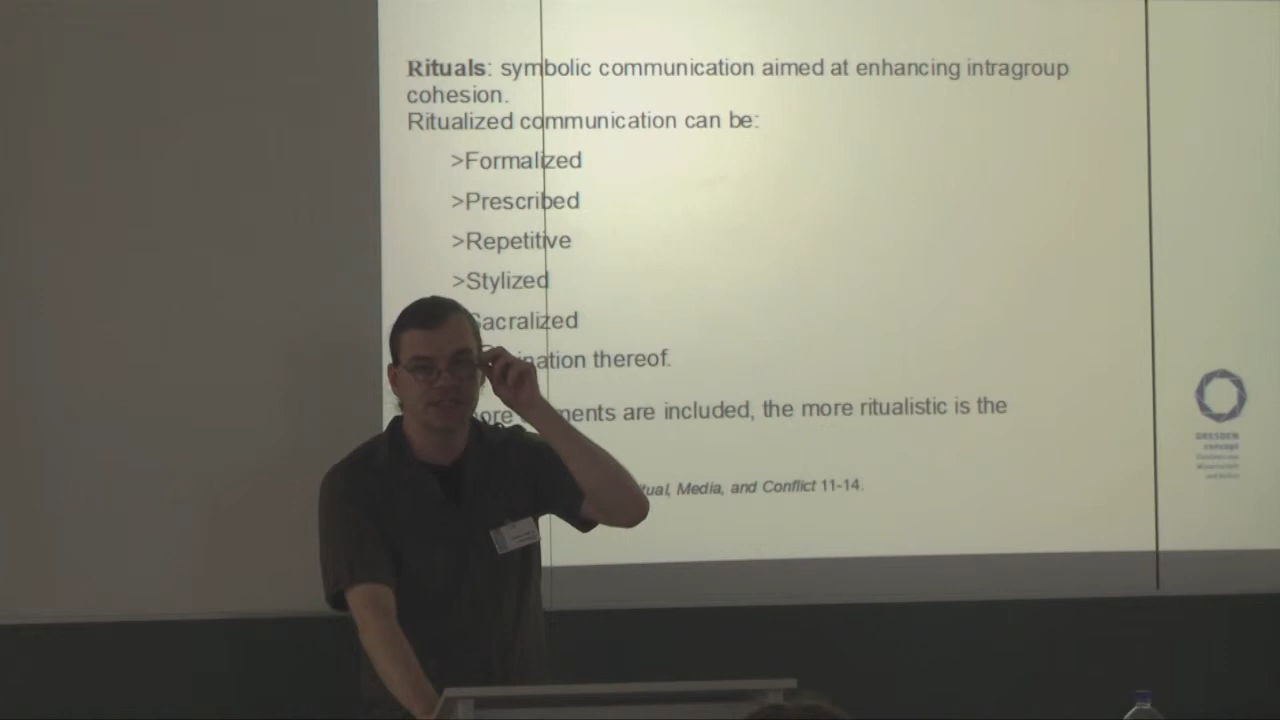 Rituals: symbolic communication aimed at enhancing intragroup
cohesion.
Ritualized communication can be:
>Formalized
>Prescribed
>Repetitive
>Stylized
Sacralized
thereof.
are included, the more ritualistic is the
Media, and Conflict 11-14.
DRESDEN
concept